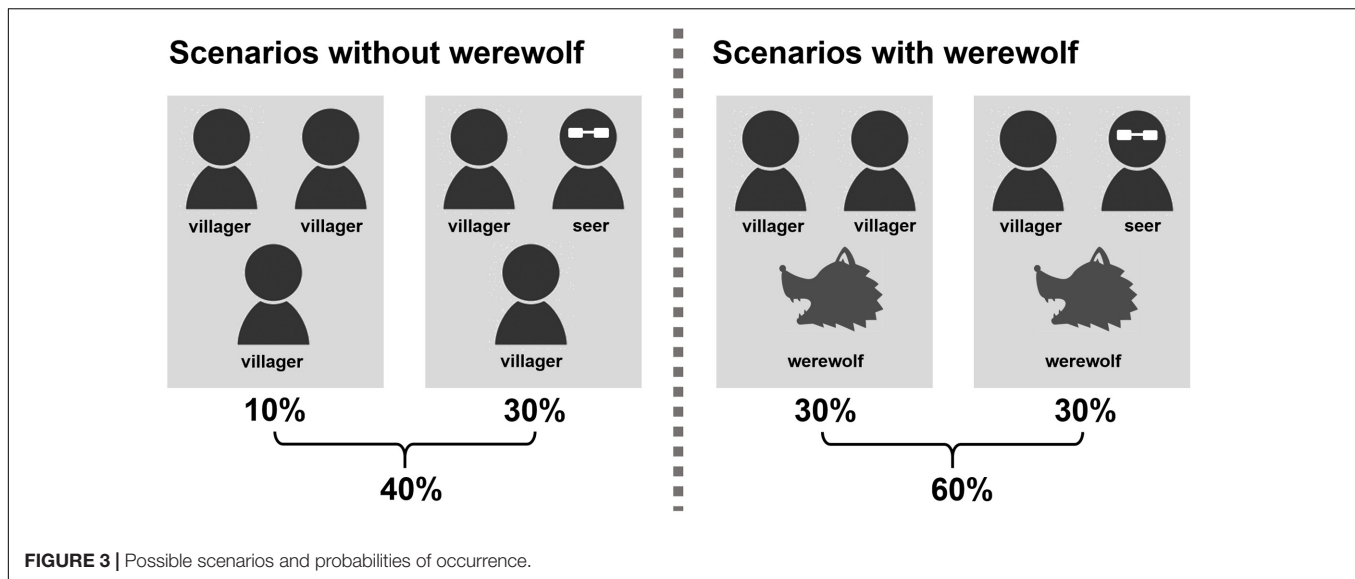 Scenarios without werewolf
Scenarios with werewolf
villager villager
villager seer
villager villager
villager seer
villager
villager
werewolf
werewolf
10%
30%
30%
30%
40%
60%
FIGURE 3 | Possible scenarios and probabilities of occurrence.